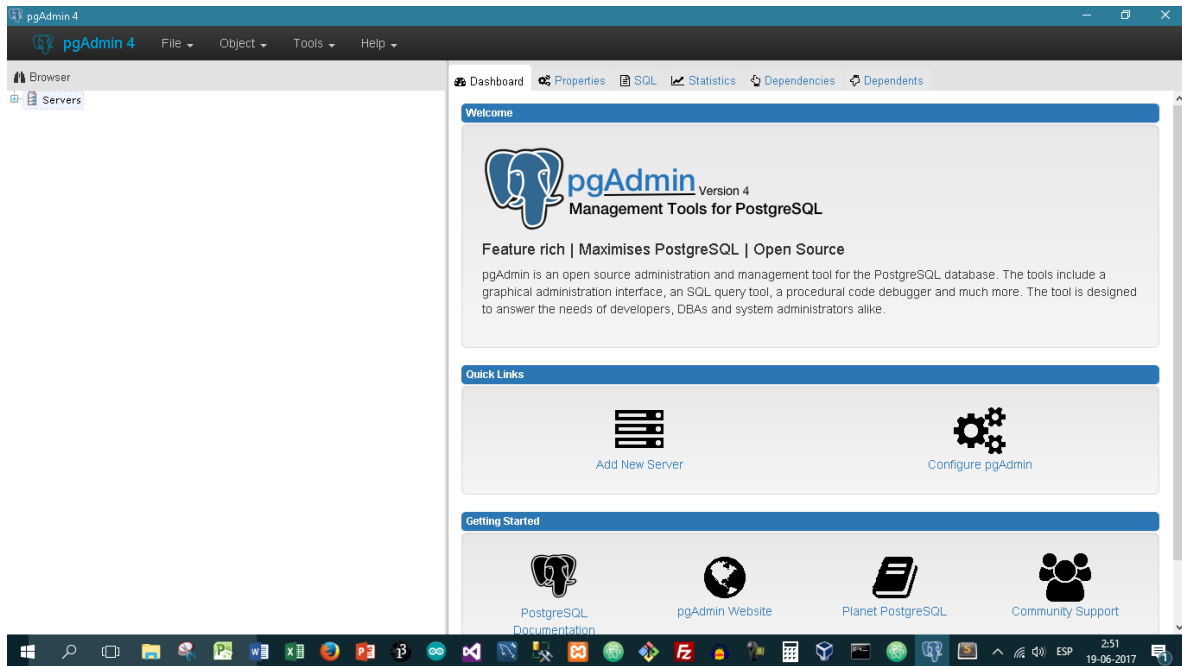 pgAdmin 4
pgAdmin 4 File Object Tools Help
Browser
Servers
Dashboard Properties SQL Statistics Dependencies Dependents
Welcome
pgAdmin Version 4
Management Tools for PostgreSQL
Feature rich | Maximises PostgreSQL | Open Source
pgAdmin is an open source administration and management tool for the PostgreSQL database. The tools include a
graphical administration interface, an SQL query tool, a procedural code debugger and much more. The tool is designed
to answer the needs of developers, DBAs and system administrators alike.
Quick Links
Add New Server
Configure pgAdmin
Getting Started
PostgreSQL
Documentation
pgAdmin Website
Planet PostgreSQL
Community Support
ESP
2:51
19-06-2017